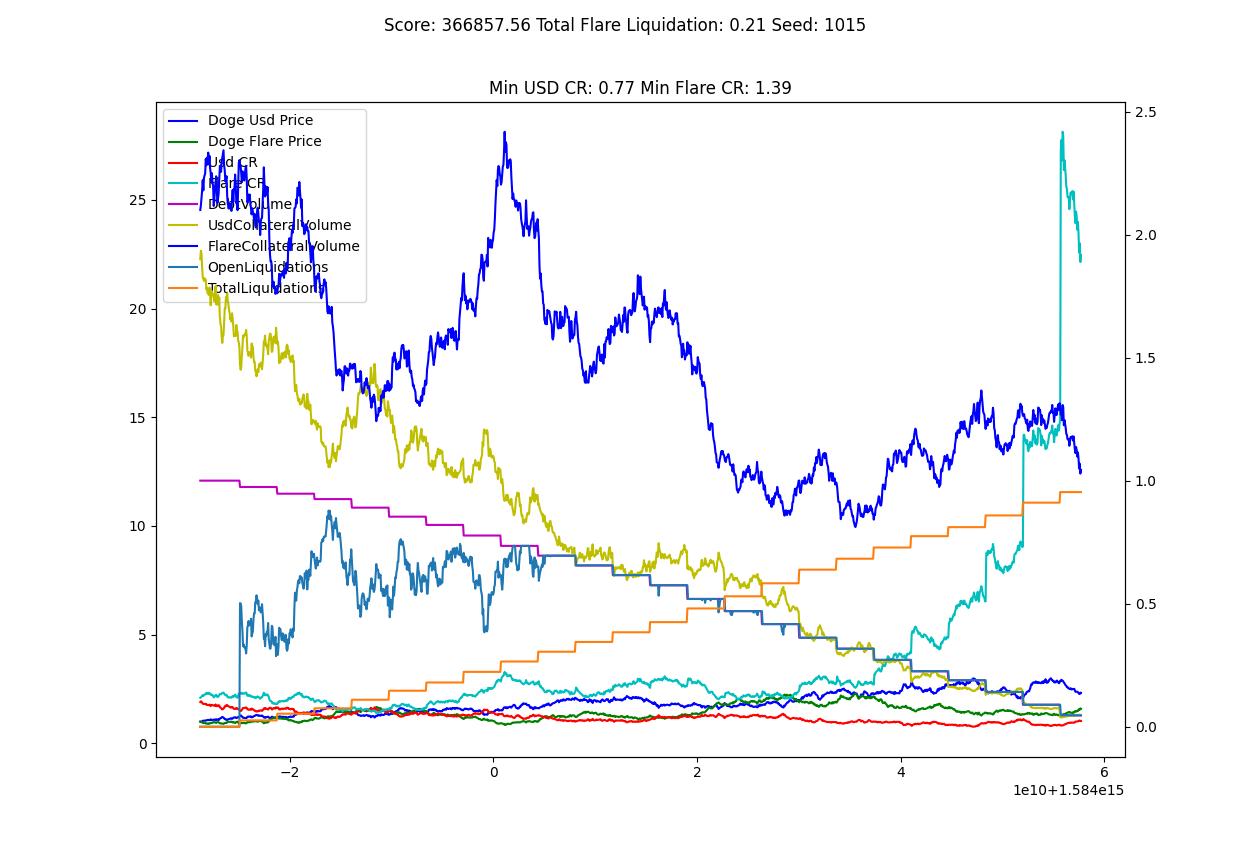 Score: 366857.56 Total Flare Liquidation: 0.21 Seed: 1015
Min USD CR: 0.77 Min Flare CR: 1.39
Doge Usd Price
Doge Flare Price
Usd CR
Flare CR
DebtVolume
UsdCollateralVolume
FlareCollateralVolume
OpenLiquidations
TotalLiquidations
25
20
15
10
5
0
2.5
2.0
1.5
1.0
0.5
0.0
−2
0
2
4
6
1e10+1.584e15